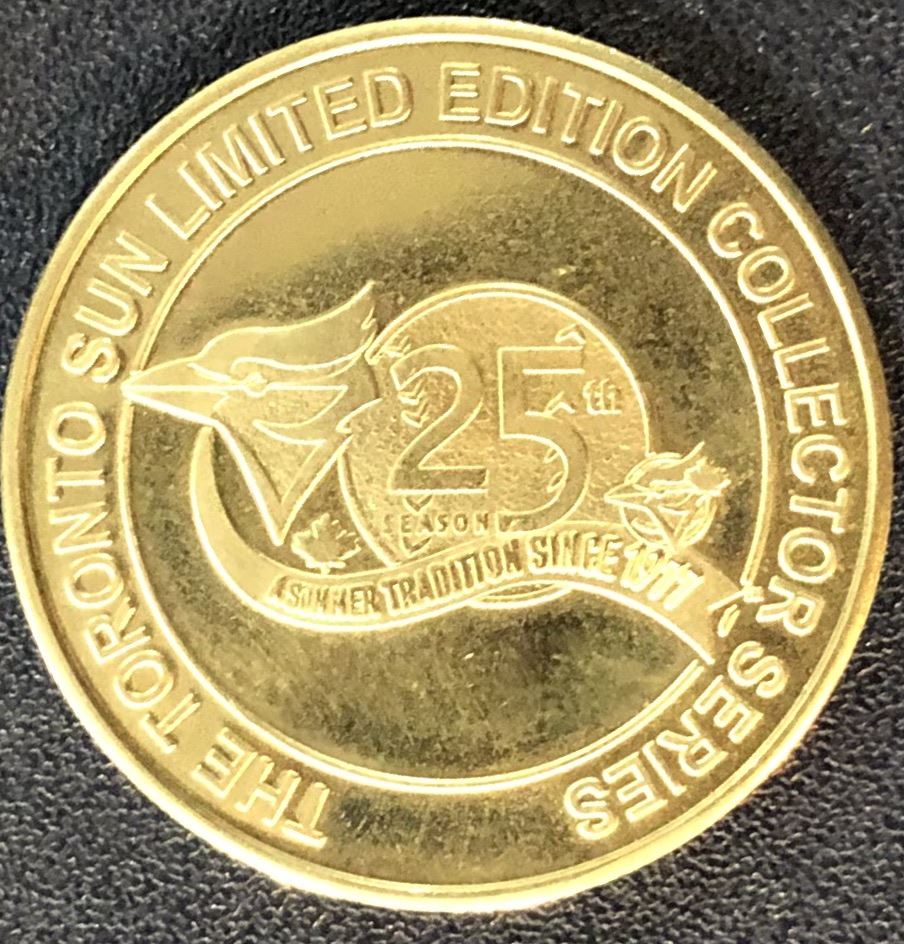 THE TORONTO SUN LIMITED EDITION COLLECTOR SERIES
25th
SEASON
A SUMMER TRADITION SINCE 1977